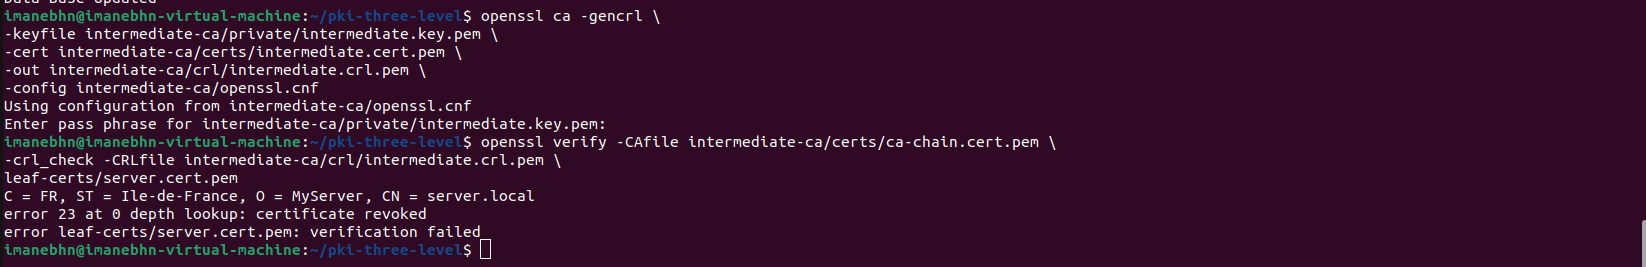 Data Base Updated
imanebhn@imanebhn-virtual-machine:~/pki-three-level$ openssl ca -gencrl \
-keyfile intermediate-ca/private/intermediate.key.pem \
-cert intermediate-ca/certs/intermediate.cert.pem \
-out intermediate-ca/crl/intermediate.crl.pem \
-config intermediate-ca/openssl.cnf
Using configuration from intermediate-ca/openssl.cnf
Enter pass phrase for intermediate-ca/private/intermediate.key.pem:
imanebhn@imanebhn-virtual-machine:~/pki-three-level$ openssl verify -CAfile intermediate-ca/certs/ca-chain.cert.pem \
-crl_check -CRLfile intermediate-ca/crl/intermediate.crl.pem \
leaf-certs/server.cert.pem
C = FR, ST = Ile-de-France, O = MyServer, CN = server.local
error 23 at 0 depth lookup: certificate revoked
error leaf-certs/server.cert.pem: verification failed
imanebhn@imanebhn-virtual-machine:~/pki-three-level$